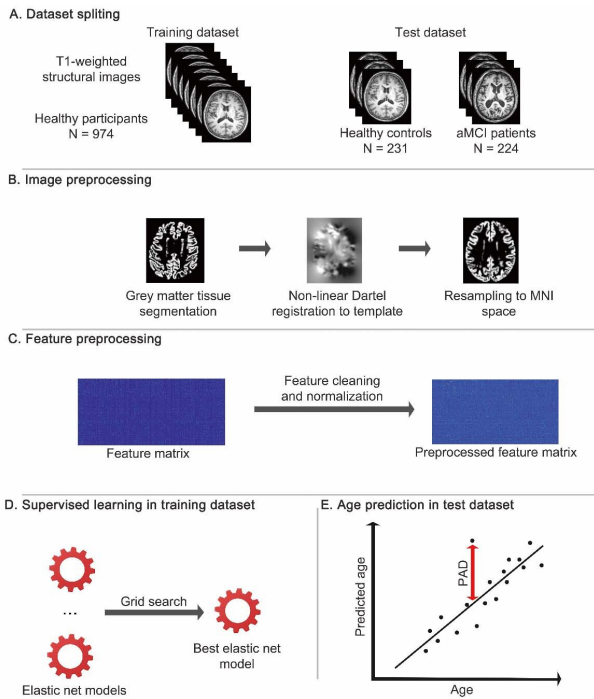 A. Dataset spliting
Training dataset
Test dataset
T1-weighted
structural images
Healthy participants
N = 974
Healthy controls
N = 231
aMCI patients
N = 224
B. Image preprocessing
Grey matter tissue
segmentation
Non-linear Dartel
registration to template
Resampling to MNI
space
C. Feature preprocessing
Feature cleaning
and normalization
Feature matrix
Preprocessed feature matrix
D. Supervised learning in training dataset
...
Grid search
Best elastic net
model
Elastic net models
E. Age prediction in test dataset
Predicted age
PAD
Age